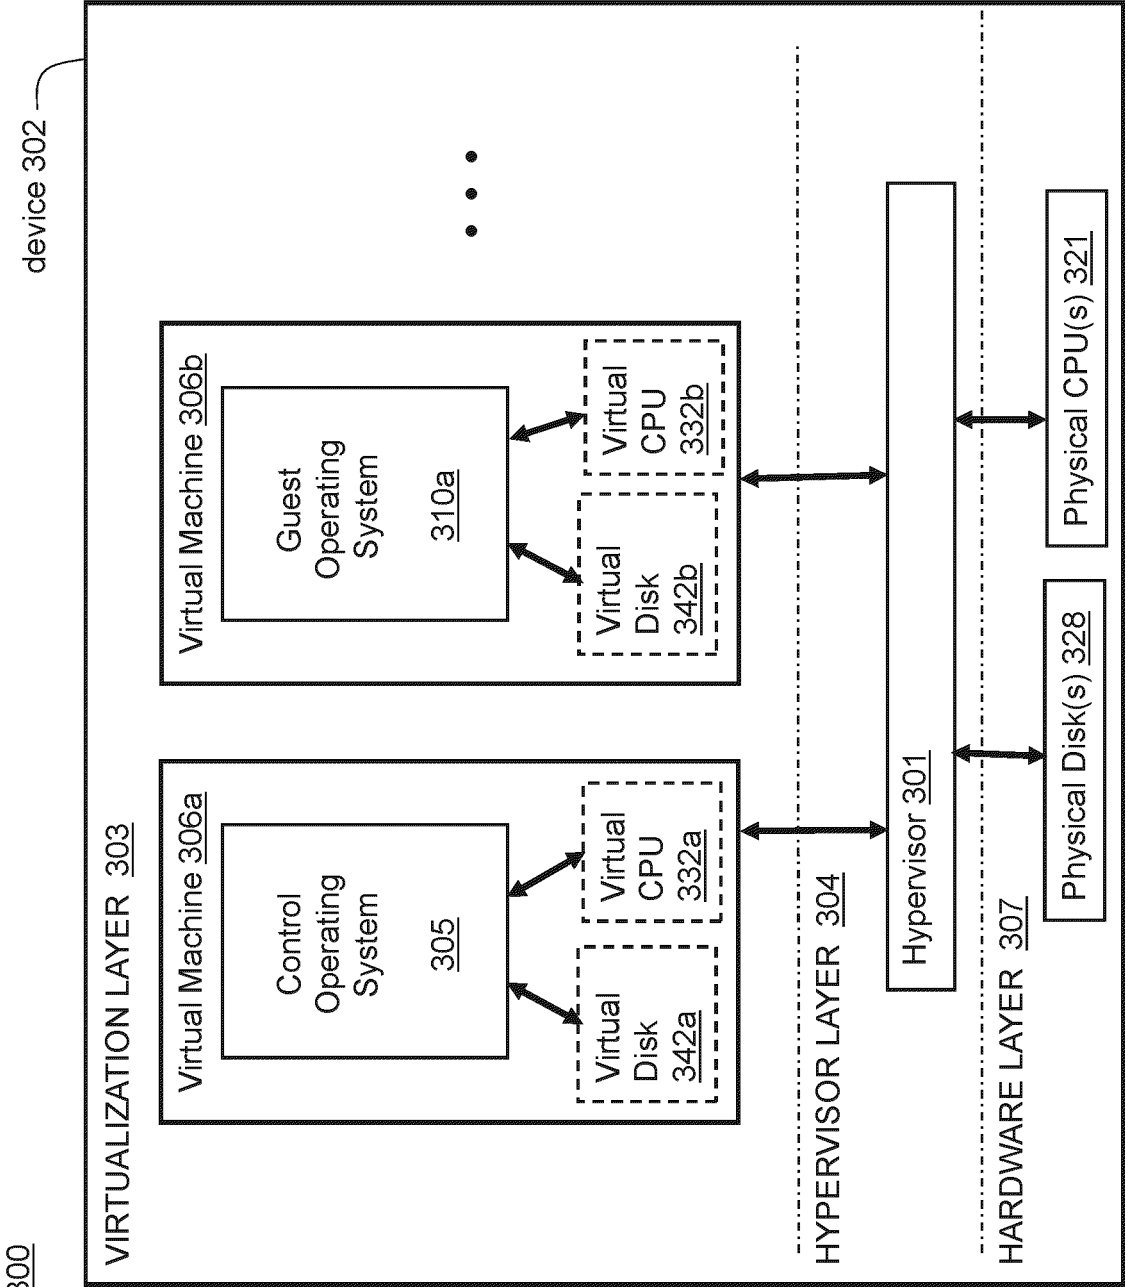 device 302
VIRTUALIZATION LAYER 303
Virtual Machine 306a
Control
Operating
System
305
Virtual
Disk
342a
Virtual
CPU
332a
Virtual Machine 306b
Guest
Operating
System
310a
Virtual
Disk
342b
Virtual
CPU
332b
HYPERVISOR LAYER 304
Hypervisor 301
HARDWARE LAYER 307
Physical Disk(s) 328
Physical CPU(s) 321